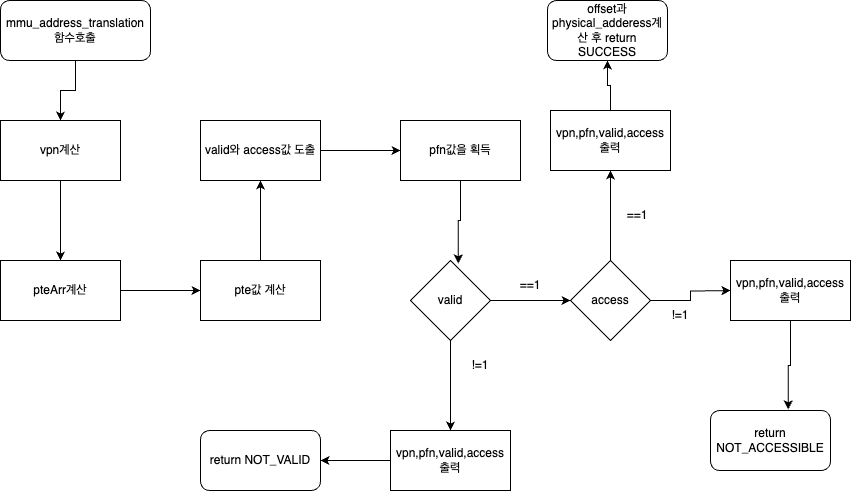 mmu_address_translation
함수호출
vpn계산
pteArr계산
pte값 계산
valid와 access값 도출
pfn값을 획득
valid
==1
!=1
vpn,pfn,valid,access
출력
return NOT_VALID
access
==1
vpn,pfn,valid,access
출력
offset과
physical_adderess계
산 후 return
SUCCESS
!=1
vpn,pfn,valid,access
출력
return
NOT_ACCESSIBLE